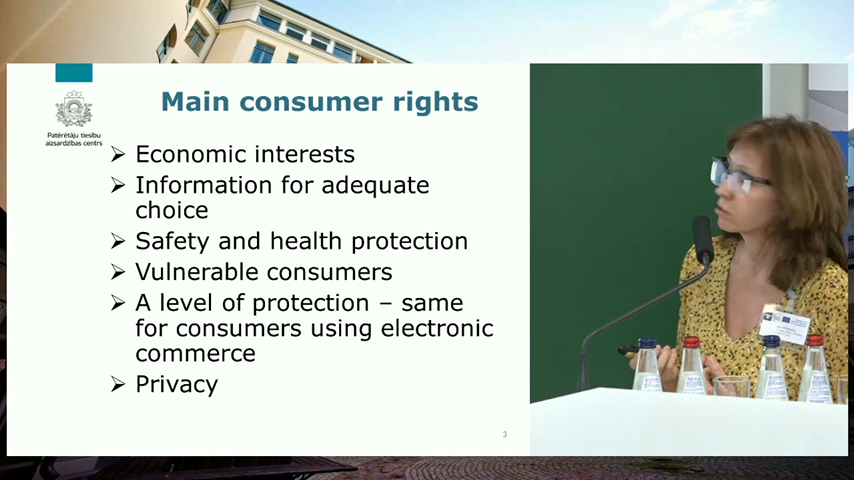 Main consumer rights
Patērētāju tiesību
aizsardzības centrs
➢ Economic interests
➢ Information for adequate
choice
➢ Safety and health protection
➢ Vulnerable consumers
➢ A level of protection – same
for consumers using electronic
commerce
➢ Privacy
3